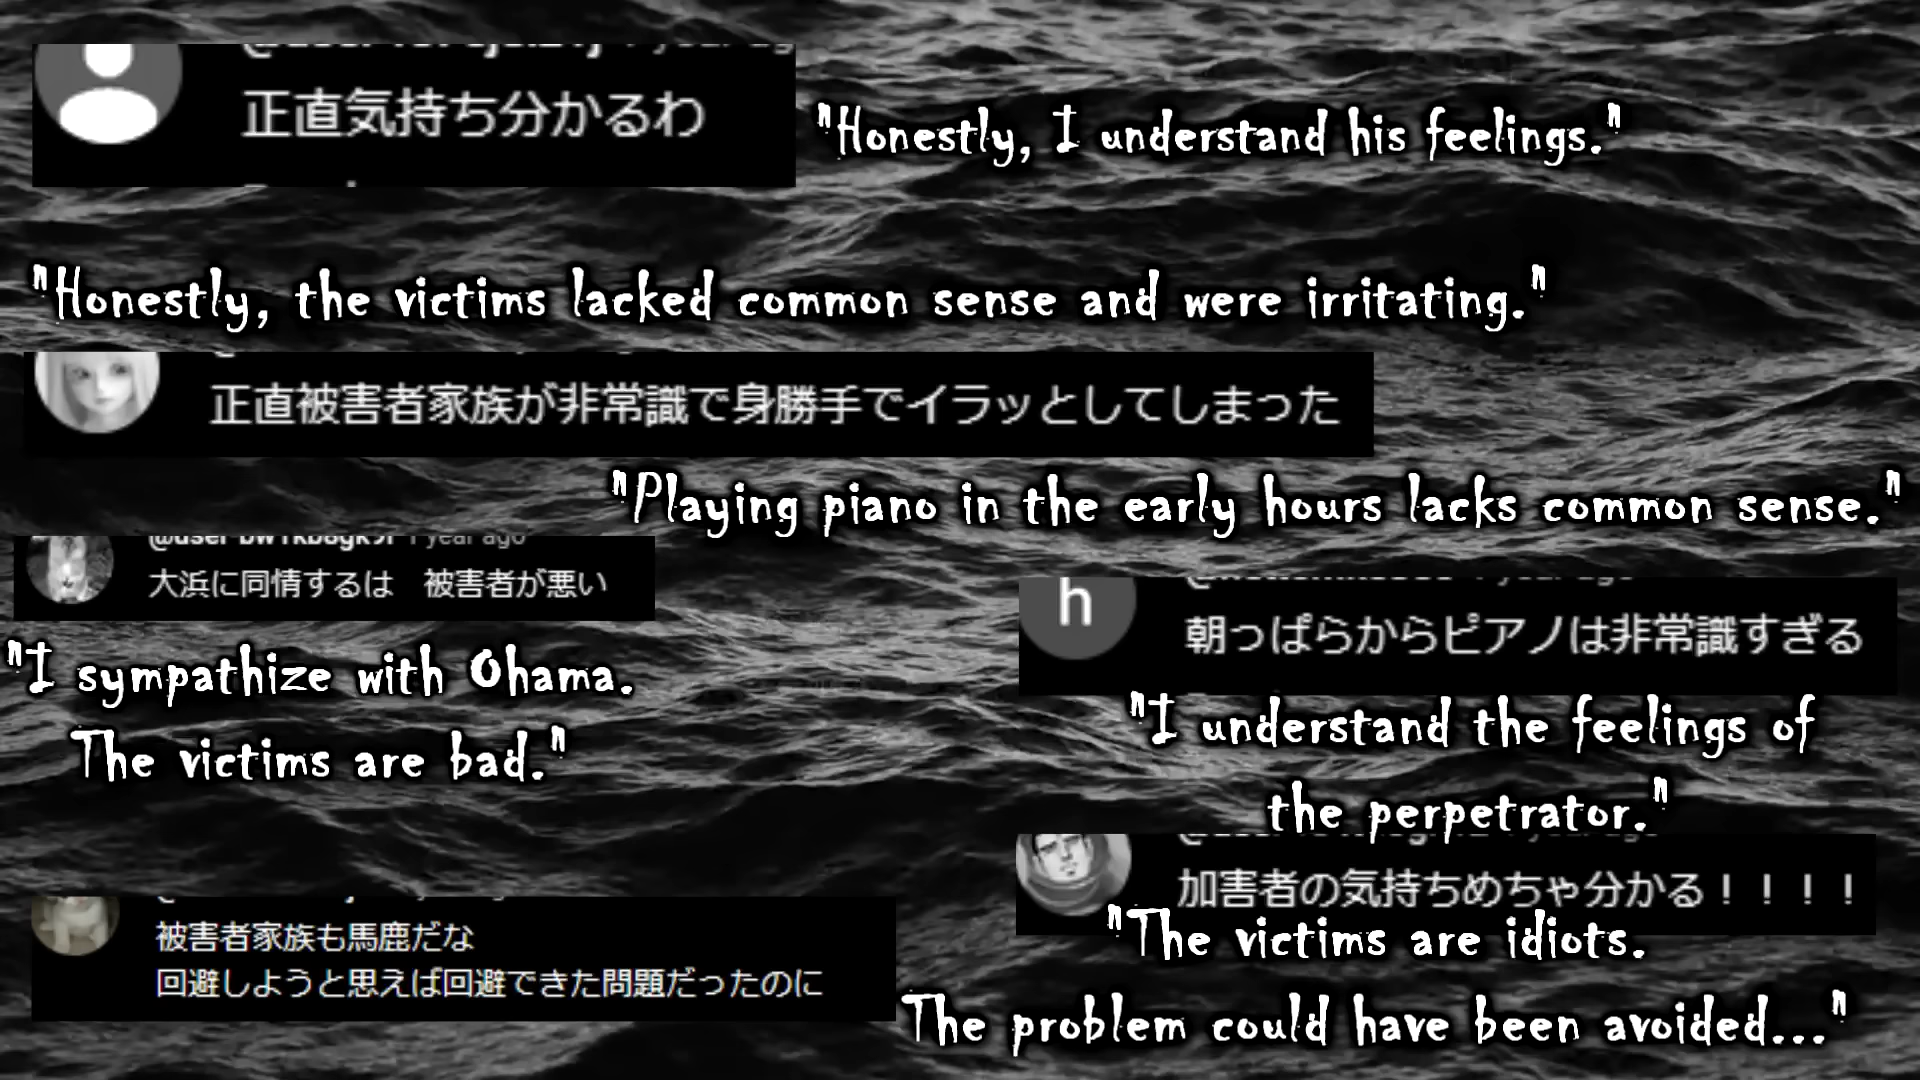 正直気持ち分かるわ
"Honestly, I understand his feelings."
"Honestly, the victims lacked common sense and were irritating."
正直被害者家族が非常識で身勝手でイラッとしてしまった
"Playing piano in the early hours lacks common sense."
1 year ago
大浜に同情するは　被害者が悪い
h
朝っぱらからピアノは非常識すぎる
"I sympathize with Ohama.
The victims are bad."
"I understand the feelings of
the perpetrator."
加害者の気持ちめちゃ分かる！！！！
被害者家族も馬鹿だな
回避しようと思えば回避できた問題だったのに
"The victims are idiots.
The problem could have been avoided..."